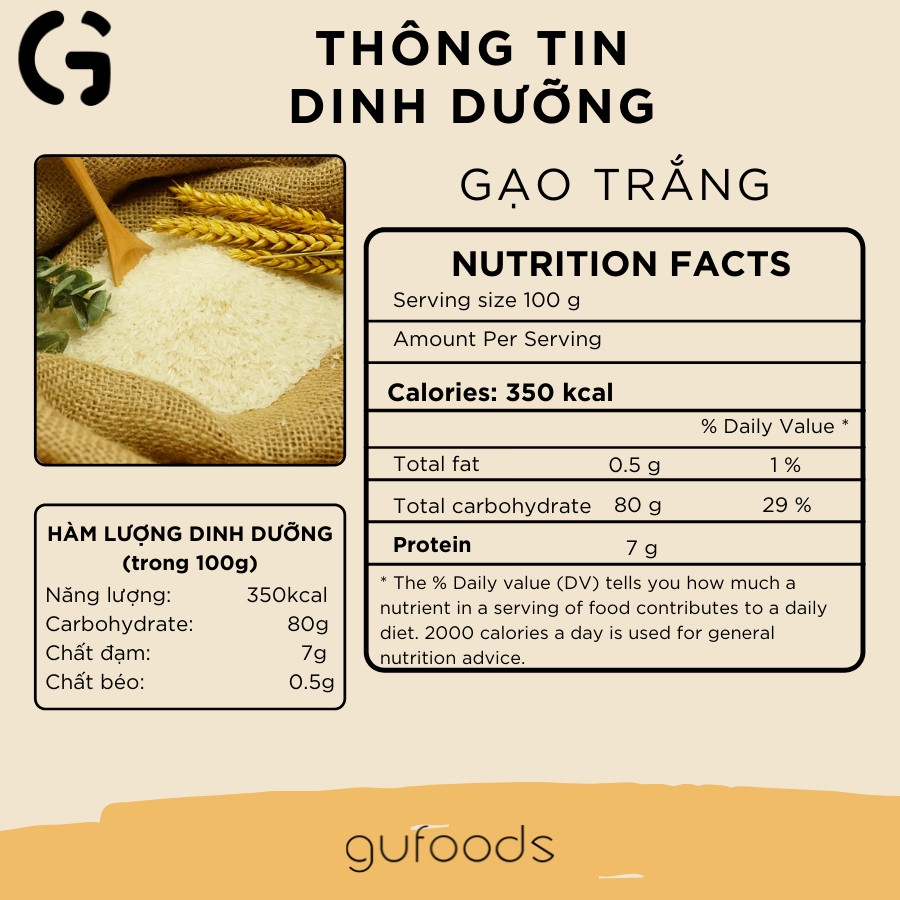 THÔNG TIN
DINH DƯỠNG
GẠO TRẮNG
NUTRITION FACTS
Serving size 100 g
Amount Per Serving
Calories: 350 kcal
% Daily Value *
Total fat 0.5 g 1 %
Total carbohydrate 80 g 29 %
Protein 7 g
* The % Daily value (DV) tells you how much a
nutrient in a serving of food contributes to a daily
diet. 2000 calories a day is used for general
nutrition advice.
HÀM LƯỢNG DINH DƯỠNG
(trong 100g)
Năng lượng: 350kcal
Carbohydrate: 80g
Chất đạm: 7g
Chất béo: 0.5g
gufoods